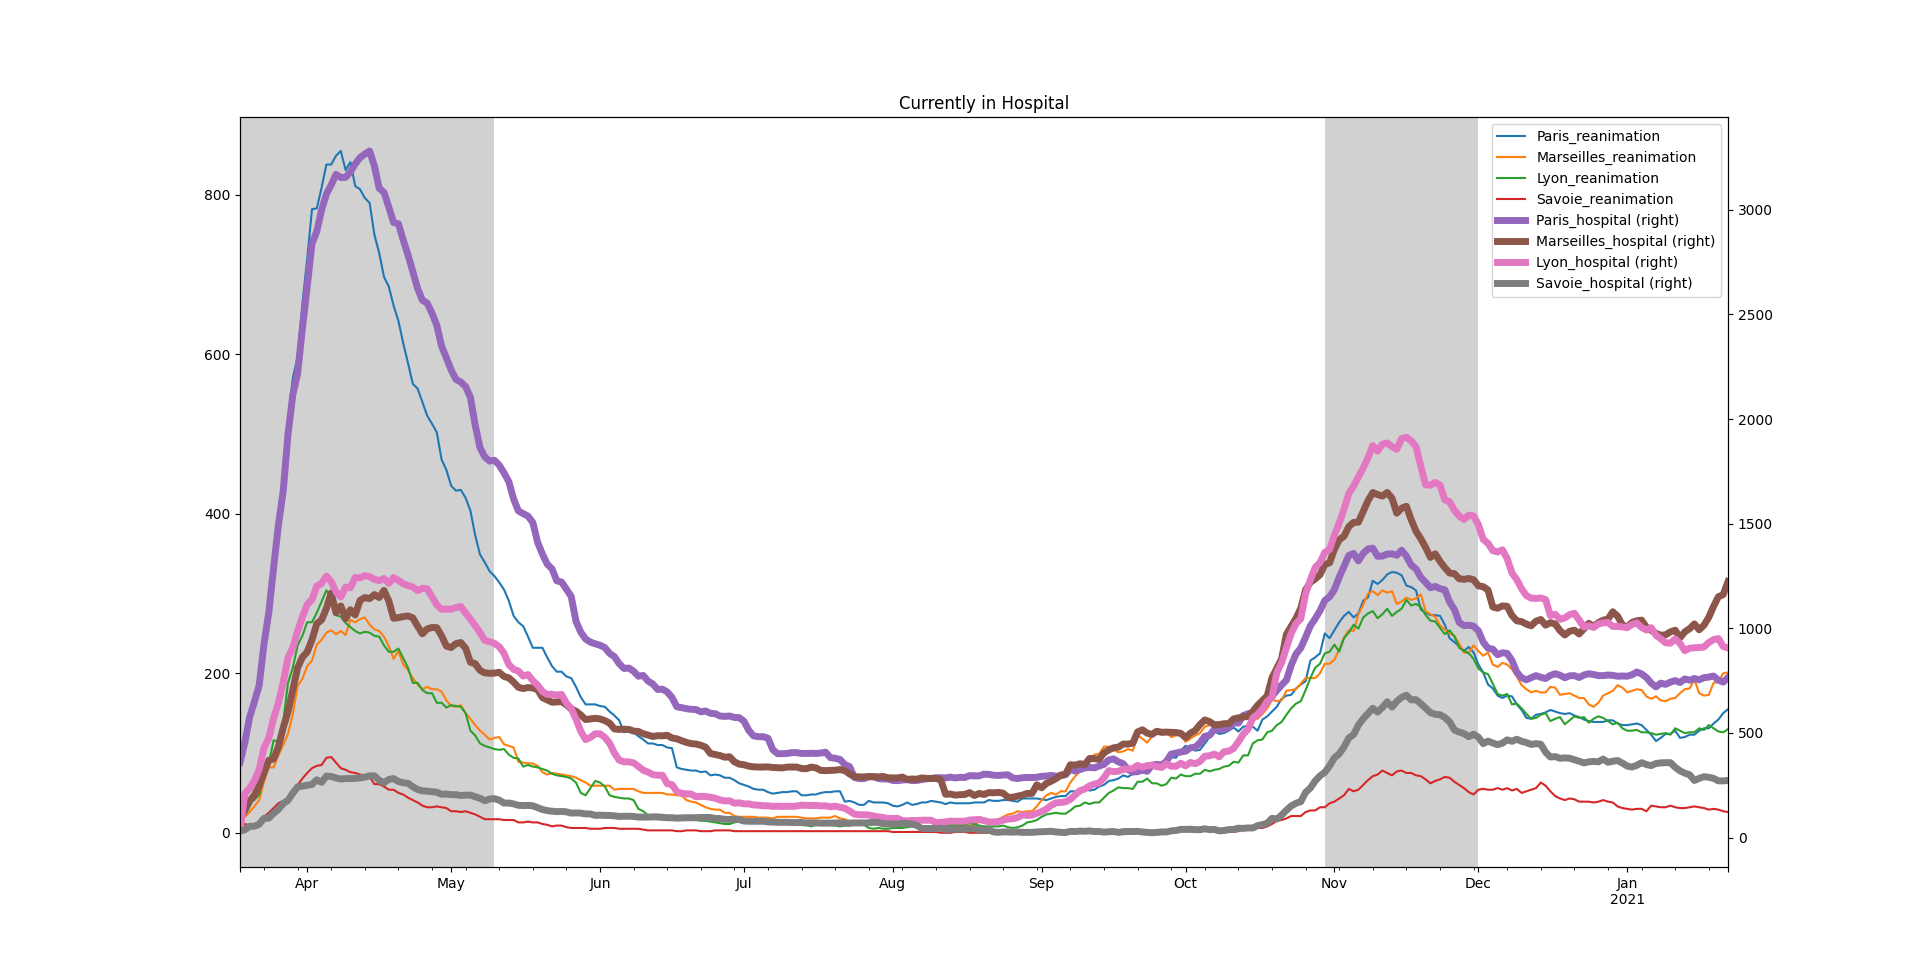 Currently in Hospital
Paris_reanimation
Marseilles_reanimation
Lyon_reanimation
Savoie_reanimation
Paris_hospital (right)
Marseilles_hospital (right)
Lyon_hospital (right)
Savoie_hospital (right)
800
600
400
200
0
3000
2500
2000
1500
1000
500
0
Apr May Jun Jul Aug Sep Oct Nov Dec Jan
2021